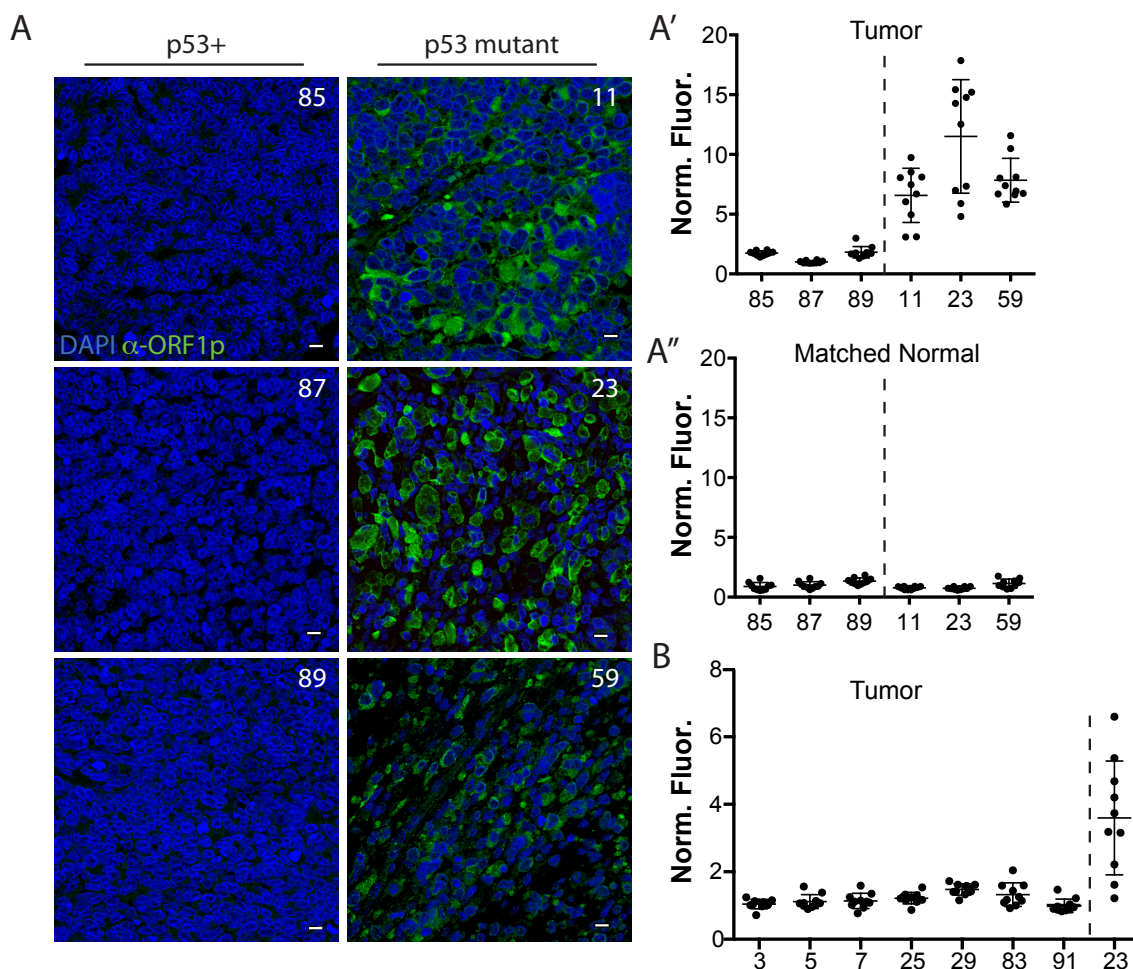 A
p53+
p53 mutant
85
11
DAPI α-ORF1p
87
23
89
59
A'
Tumor
Norm. Fluor.
20
15
10
5
0
85 87 89 11 23 59
A"
Matched Normal
Norm. Fluor.
20
15
10
5
0
85 87 89 11 23 59
B
Tumor
Norm. Fluor.
8
6
4
2
0
3 5 7 25 29 83 91 23